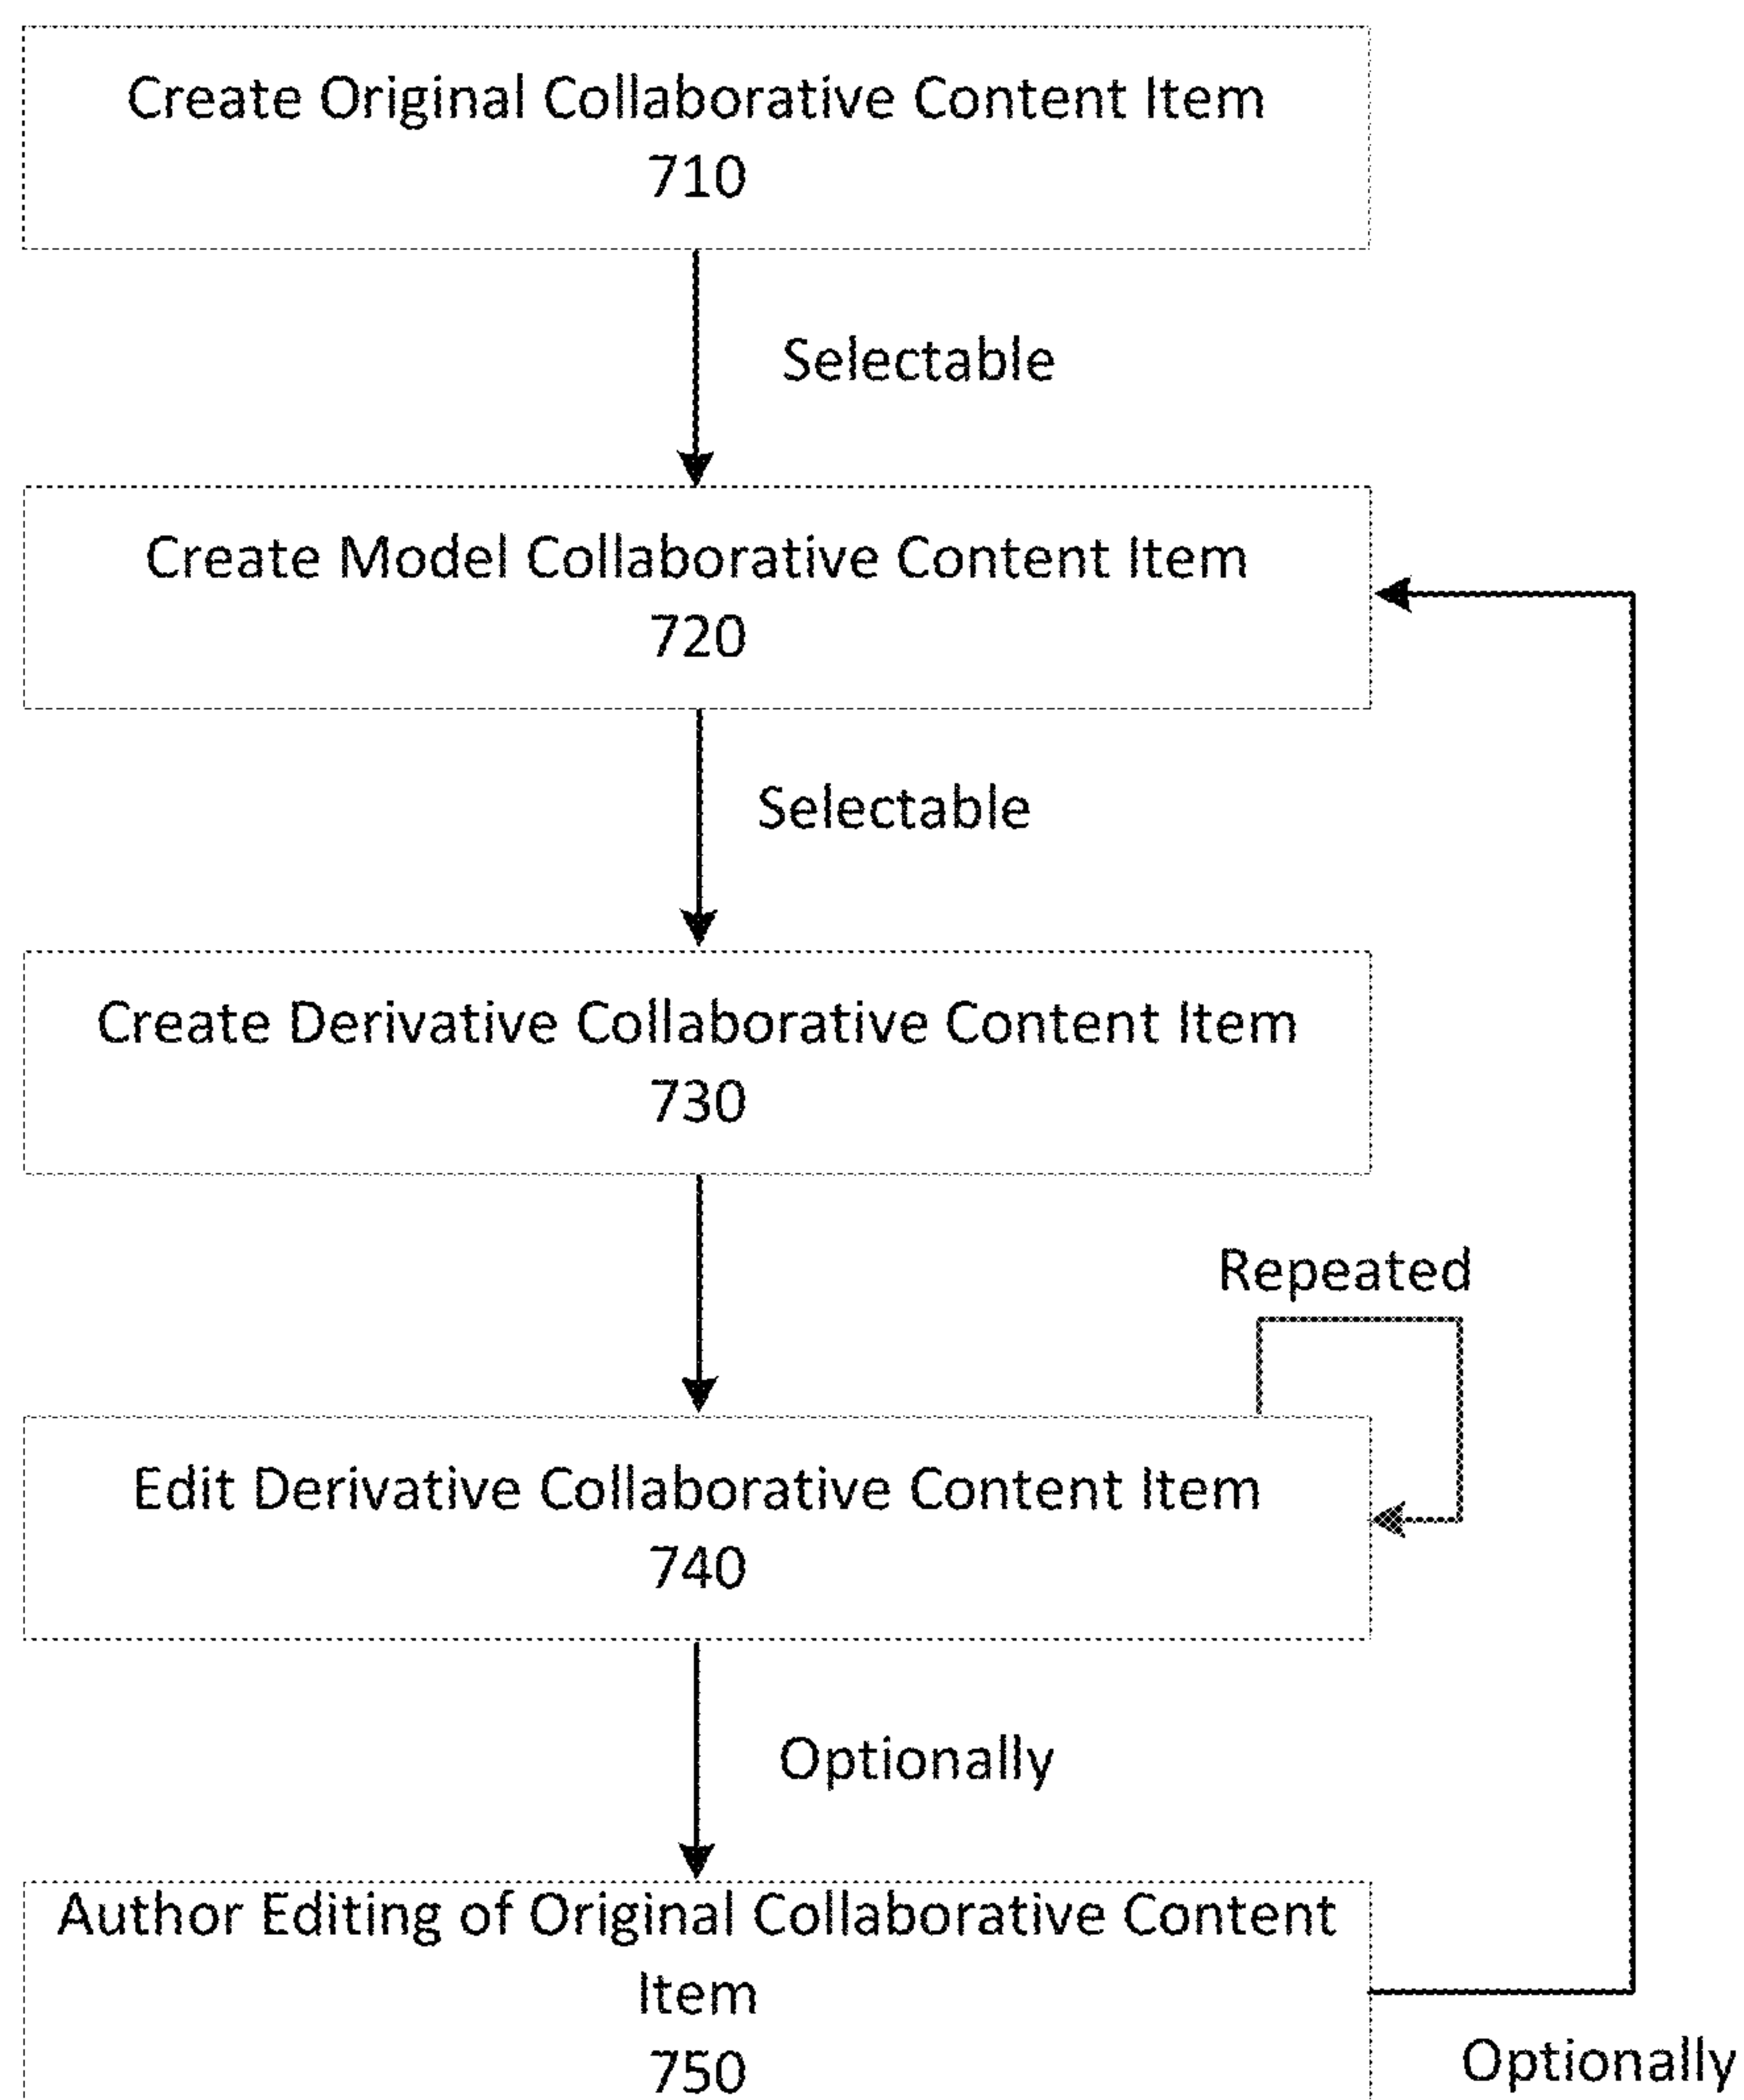 Create Original Collaborative Content Item
710
Selectable
Create Model Collaborative Content Item
720
Selectable
Create Derivative Collaborative Content Item
730
Repeated
Edit Derivative Collaborative Content Item
740
Optionally
Author Editing of Original Collaborative Content
Item
750
Optionally